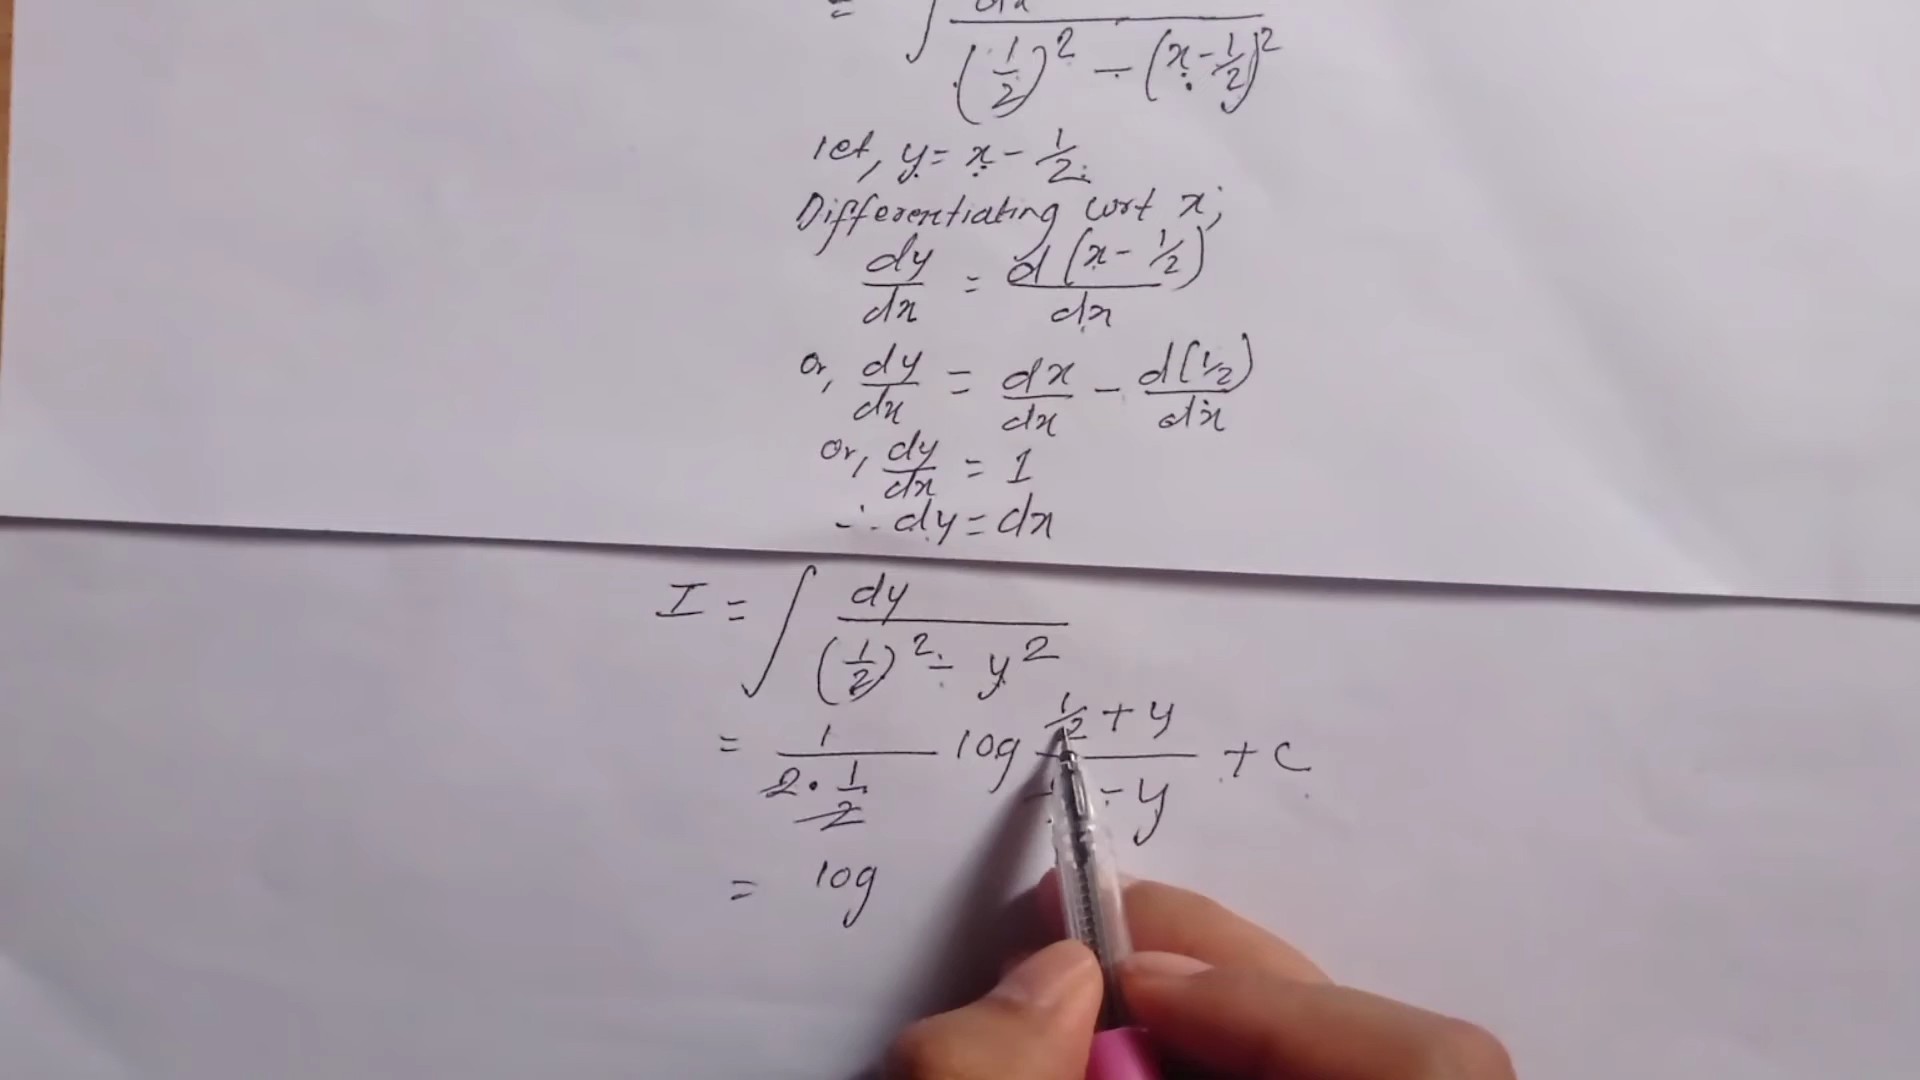 = ∫ dx / (1/2)² - (x - 1/2)²
let, y = x - 1/2.
Differentiating wrt x;
dy/dx = d(x - 1/2)/dx
or, dy/dx = dx/dx - d(1/2)/dx
or, dy/dx = 1
∴ dy = dx
I = ∫ dy / (1/2)² - y²
= 1/(2·1/2) log (1/2 + y)/( - y) + C
= log